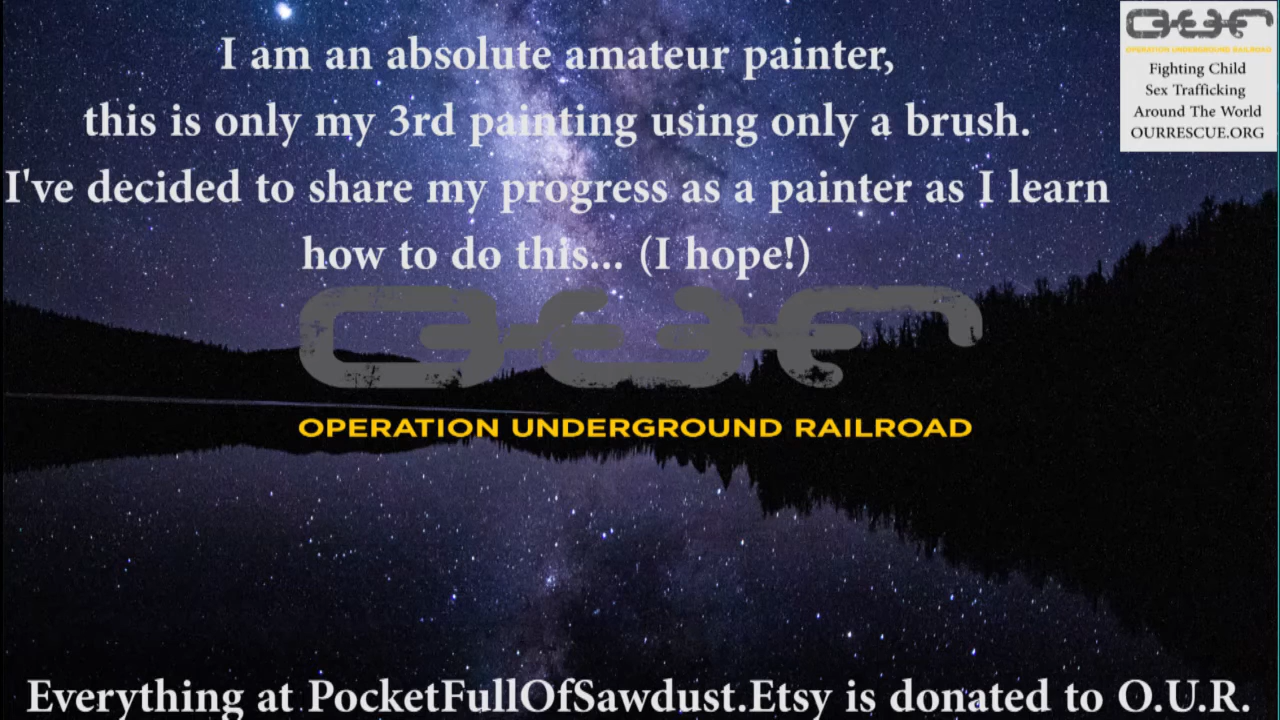 I am an absolute amateur painter,
this is only my 3rd painting using only a brush.
I've decided to share my progress as a painter as I learn
how to do this... (I hope!)
OPERATION UNDERGROUND RAILROAD
Everything at PocketFullOfSawdust.Etsy is donated to O.U.R.
OPERATION UNDERGROUND RAILROAD
Fighting Child
Sex Trafficking
Around The World
OURRESCUE.ORG